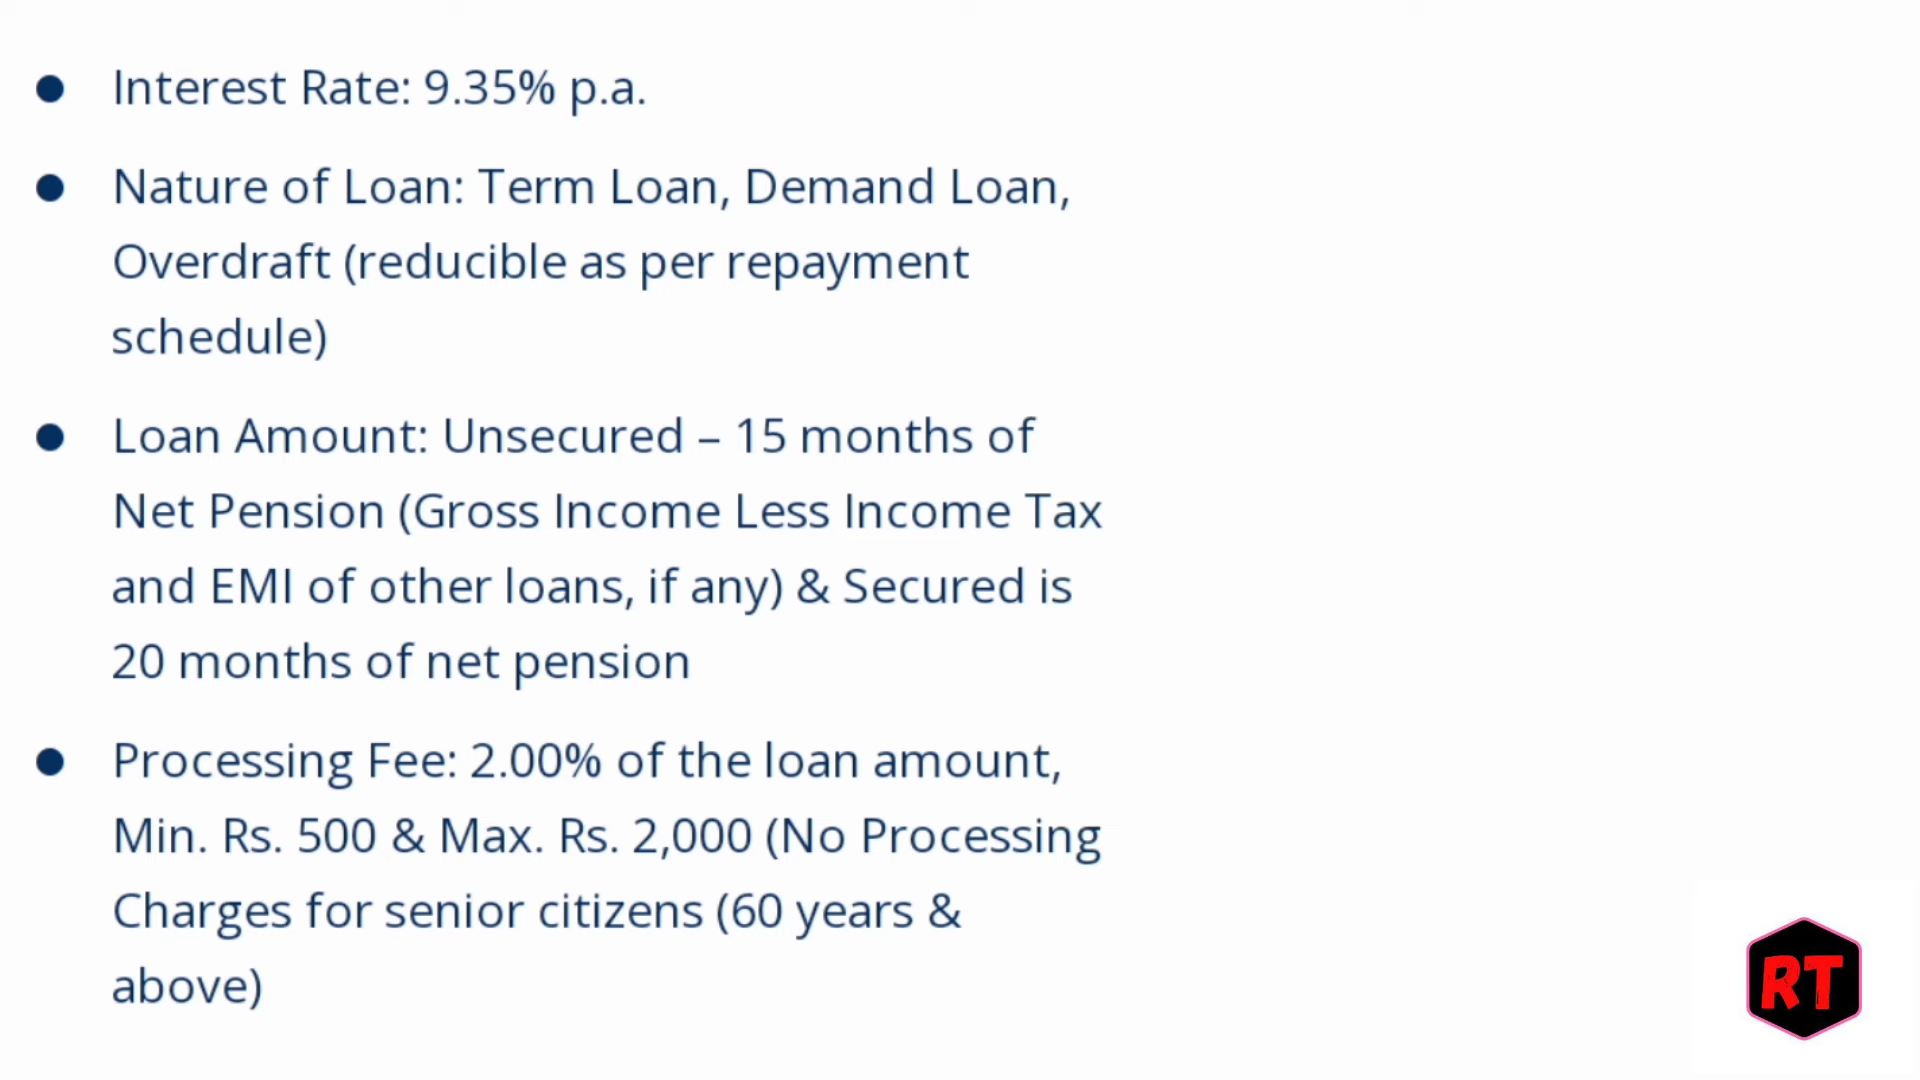 ● Interest Rate: 9.35% p.a.
● Nature of Loan: Term Loan, Demand Loan,
Overdraft (reducible as per repayment
schedule)
● Loan Amount: Unsecured – 15 months of
Net Pension (Gross Income Less Income Tax
and EMI of other loans, if any) & Secured is
20 months of net pension
● Processing Fee: 2.00% of the loan amount,
Min. Rs. 500 & Max. Rs. 2,000 (No Processing
Charges for senior citizens (60 years &
above)
RT